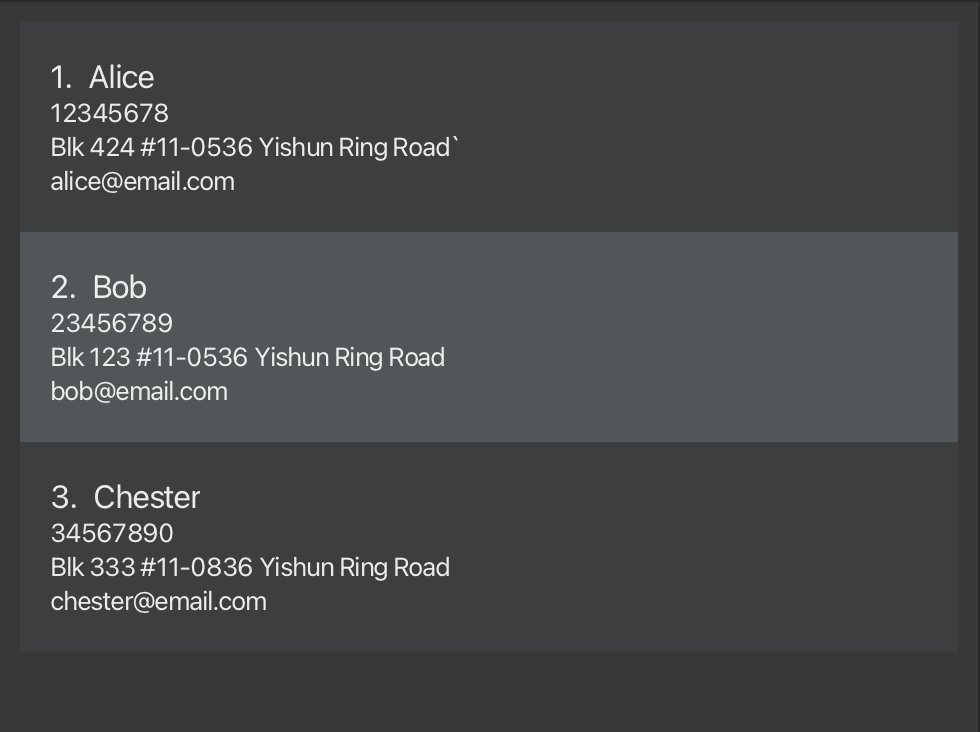 1. Alice
12345678
Blk 424 #11-0536 Yishun Ring Road`
alice@email.com
2. Bob
23456789
Blk 123 #11-0536 Yishun Ring Road
bob@email.com
3. Chester
34567890
Blk 333 #11-0836 Yishun Ring Road
chester@email.com